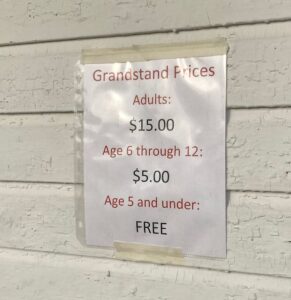 Grandstand Prices
Adults:
$15.00
Age 6 through 12:
$5.00
Age 5 and under:
FREE